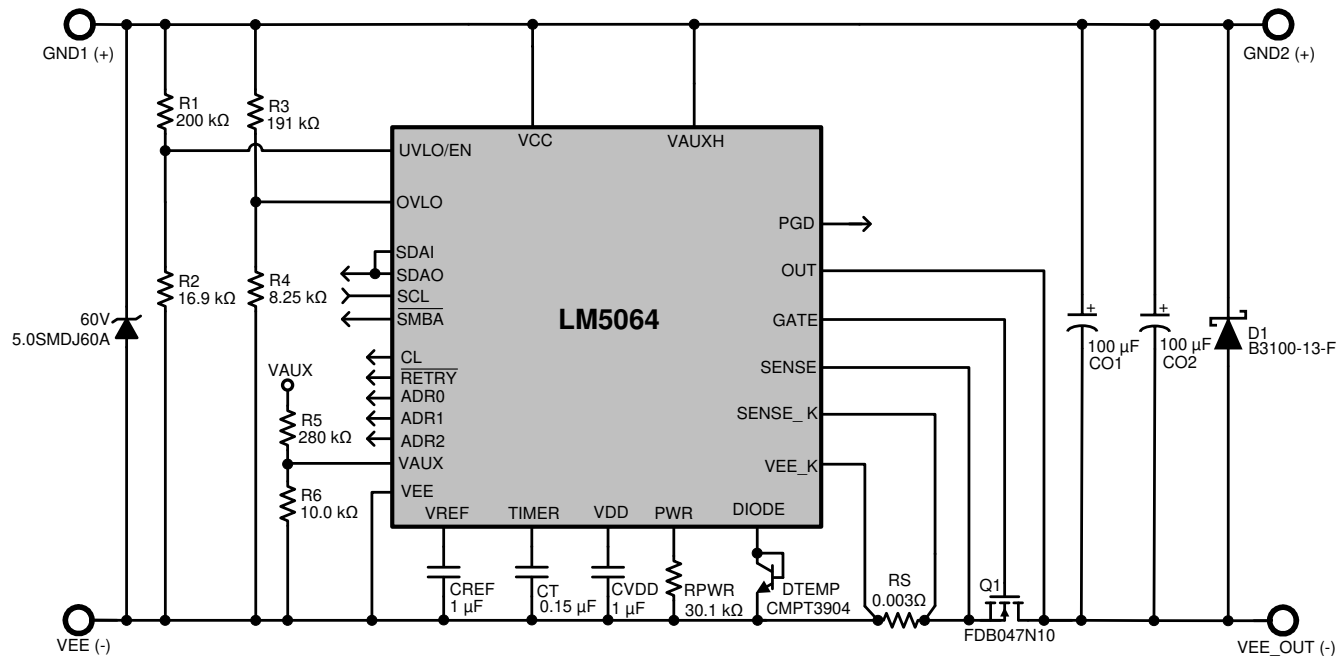 GND1 (+)
GND2 (+)
R1
200 kΩ
R3
191 kΩ
VCC
VAUXH
UVLO/EN
OVLO
PGD
SDAI
SDAO
SCL
SMBA
OUT
R2
16.9 kΩ
R4
8.25 kΩ
LM5064
GATE
60V
5.0SMDJ60A
+
100 µF
CO1
+
100 µF
CO2
D1
B3100-13-F
CL
RETRY
ADR0
ADR1
ADR2
SENSE
VAUX
R5
280 kΩ
SENSE_ K
VAUX
VEE_K
VEE
R6
10.0 kΩ
VREF
TIMER
VDD
PWR
DIODE
CREF
1 µF
CT
0.15 µF
CVDD
1 µF
RPWR
30.1 kΩ
DTEMP
CMPT3904
RS
0.003Ω
Q1
FDB047N10
VEE (-)
VEE_OUT (-)